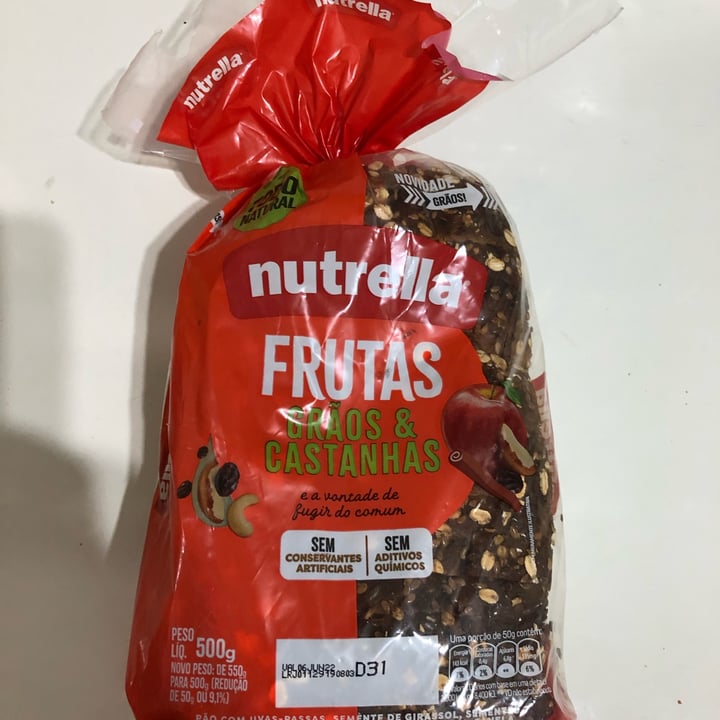 nutrella
nutrella
NATURAL
NOVIDADE
GRÃOS!
nutrella
FRUTAS
GRÃOS &
CASTANHAS
e a vontade de
fugir do comum
SEM
CONSERVANTES
ARTIFICIAIS
SEM
ADITIVOS
QUÍMICOS
PESO
LÍQ. 500g
NOVO PESO: DE 550g
PARA 500g (REDUÇÃO
DE 50g OU 9,1%)
VAL06JUN22
D31
Uma porção de 50g contém:
PÃO COM UVAS-PASSAS, SEMENTE DE GIRASSOL, SEMENTE